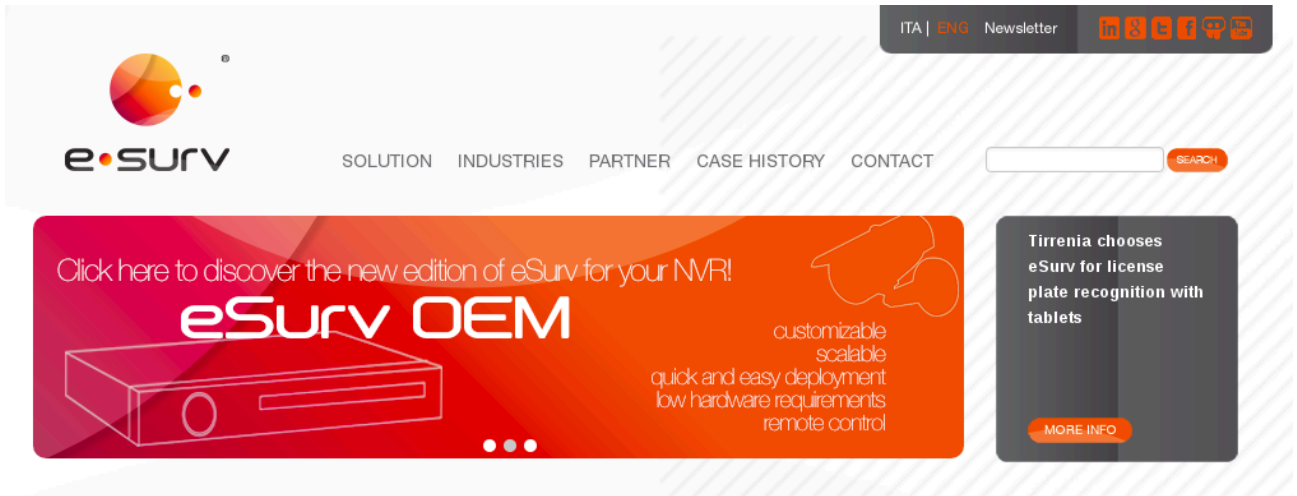 ITA | ENG Newsletter
e•surv
SOLUTION INDUSTRIES PARTNER CASE HISTORY CONTACT
SEARCH
Click here to discover the new edition of eSurv for your NVR!
eSurv OEM
customizable
scalable
quick and easy deployment
low hardware requirements
remote control
Tirrenia chooses
eSurv for license
plate recognition with
tablets
MORE INFO